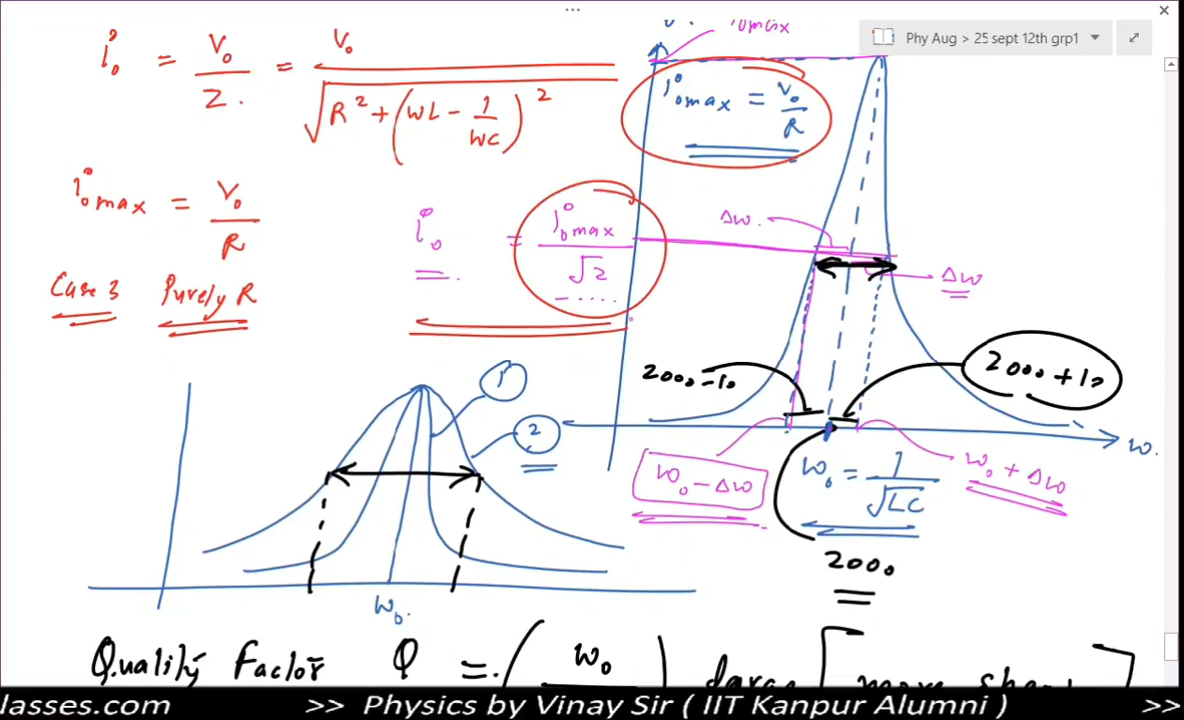 Phy Aug > 25 sept 12th grp1
i₀ = V₀/Z = V₀/√(R² + (WL - 1/WC)²)
i₀max = V₀/R
i₀max = V₀/R
Case 3 Purely R
i₀ = i₀max/√2
Δω.
Δω
2000-10
2000+10
ω.
1
2
ω₀ - Δω
ω₀ = 1/√LC
ω₀ + Δω
2000
ω₀.
Quality Factor Q = ( ω₀
lasses.com >> Physics by Vinay Sir ( IIT Kanpur Alumni ) >>